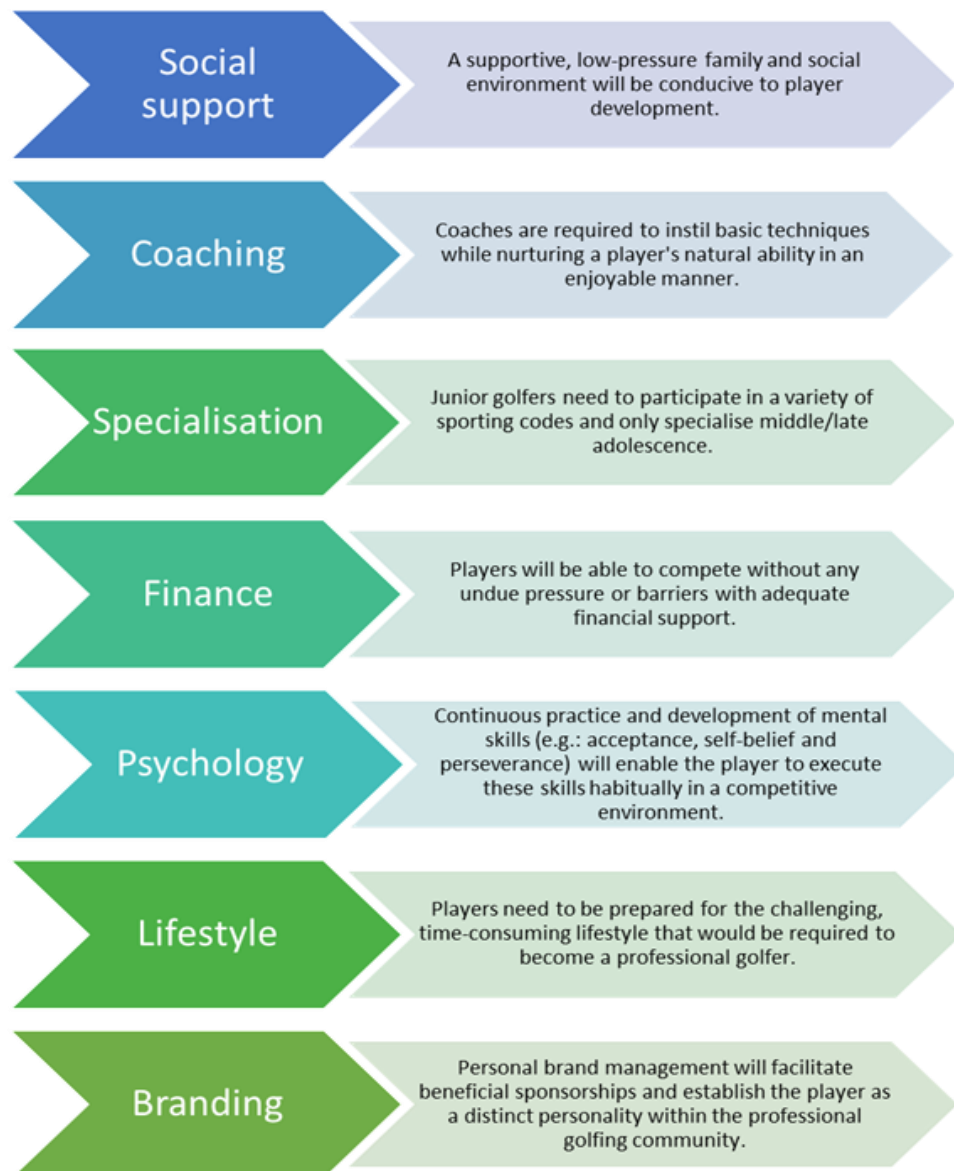 Social
support
A supportive, low-pressure family and social
environment will be conducive to player
development.
Coaching
Coaches are required to instil basic techniques
while nurturing a player's natural ability in an
enjoyable manner.
Specialisation
Junior golfers need to participate in a variety of
sporting codes and only specialise middle/late
adolescence.
Finance
Players will be able to compete without any
undue pressure or barriers with adequate
financial support.
Psychology
Continuous practice and development of mental
skills (e.g.: acceptance, self-belief and
perseverance) will enable the player to execute
these skills habitually in a competitive
environment.
Lifestyle
Players need to be prepared for the challenging,
time-consuming lifestyle that would be required to
become a professional golfer.
Branding
Personal brand management will facilitate
beneficial sponsorships and establish the player as
a distinct personality within the professional
golfing community.